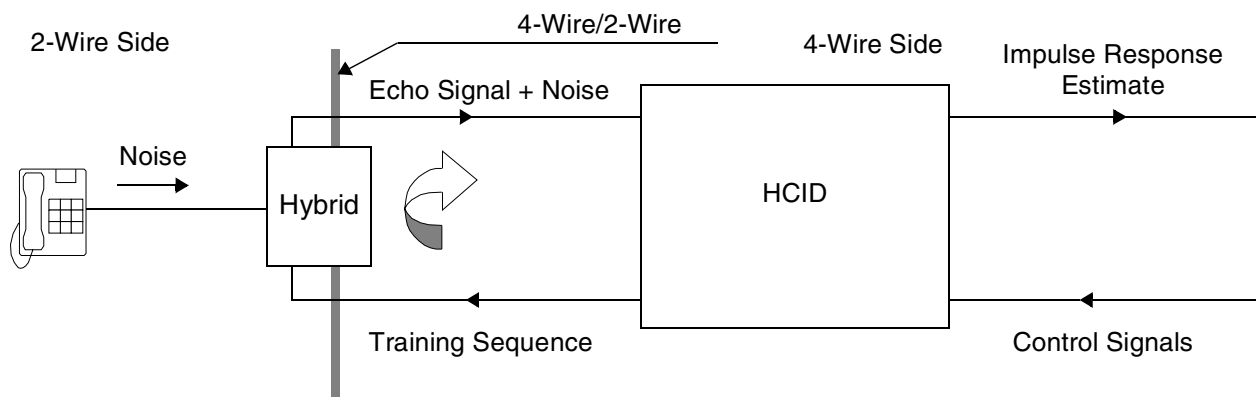 4-Wire/2-Wire
2-Wire Side
4-Wire Side
Impulse Response
Estimate
Echo Signal + Noise
Noise
Hybrid
HCID
Training Sequence
Control Signals